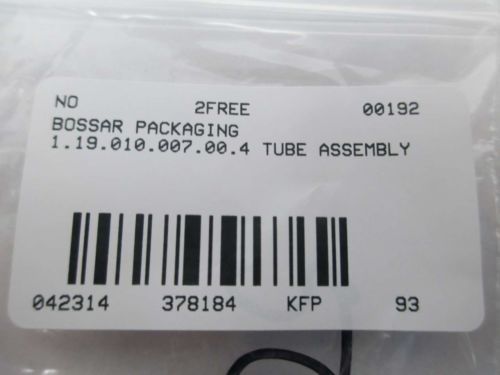 NO 2FREE 00192
BOSSAR PACKAGING
1.19.010.007.00.4 TUBE ASSEMBLY
042314 378184 KFP 93